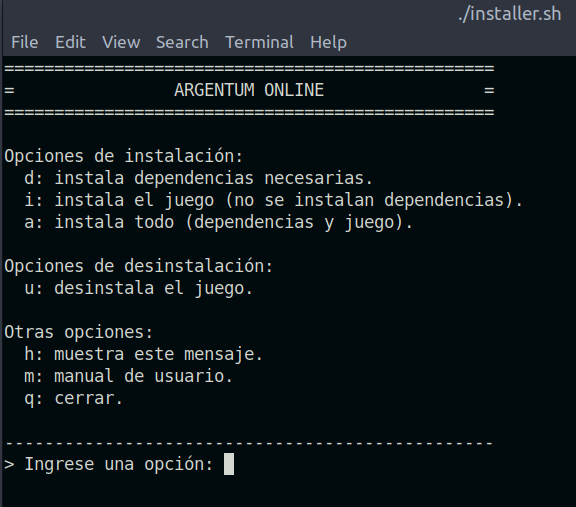 ./installer.sh
File Edit View Search Terminal Help
=================================================
= ARGENTUM ONLINE =
=================================================
Opciones de instalación:
d: instala dependencias necesarias.
i: instala el juego (no se instalan dependencias).
a: instala todo (dependencias y juego).
Opciones de desinstalación:
u: desinstala el juego.
Otras opciones:
h: muestra este mensaje.
m: manual de usuario.
q: cerrar.
-------------------------------------------------
> Ingrese una opción: